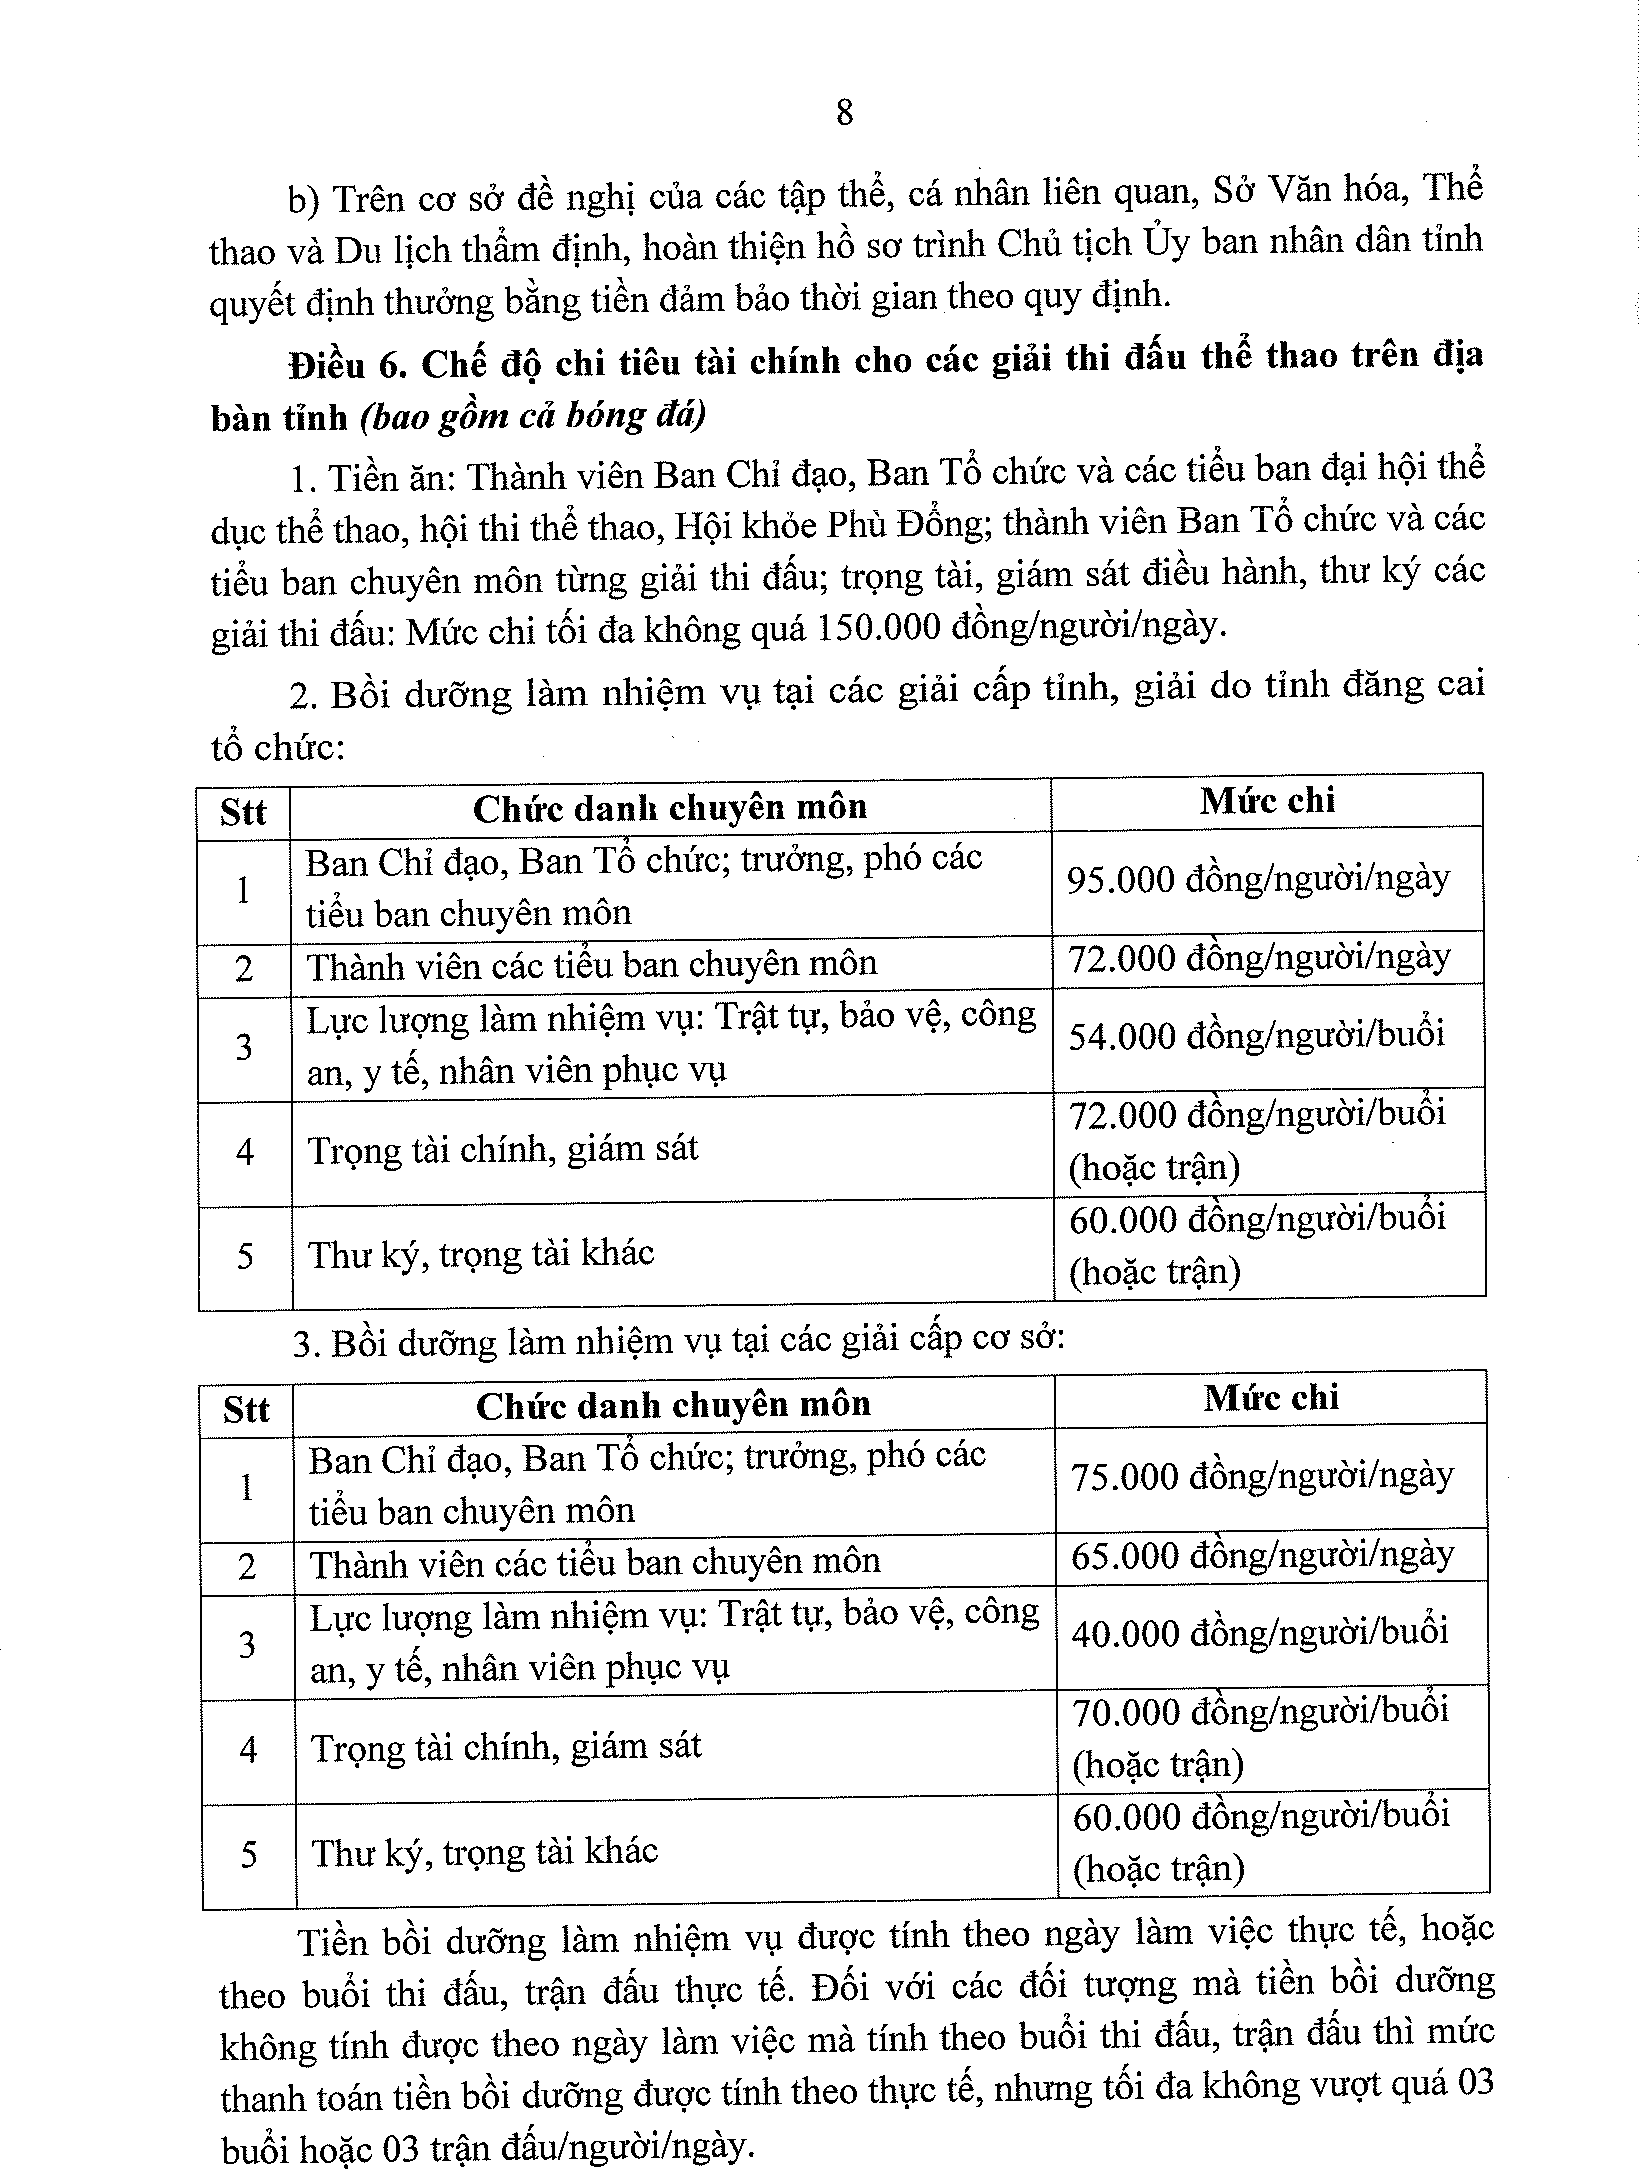 8
b) Trên cơ sở đề nghị của các tập thể, cá nhân liên quan, Sở Văn hóa, Thể
thao và Du lịch thẩm định, hoàn thiện hồ sơ trình Chủ tịch Ủy ban nhân dân tỉnh
quyết định thưởng bằng tiền đảm bảo thời gian theo quy định.
Điều 6. Chế độ chi tiêu tài chính cho các giải thi đấu thể thao trên địa
bàn tỉnh (bao gồm cả bóng đá)
1. Tiền ăn: Thành viên Ban Chỉ đạo, Ban Tổ chức và các tiểu ban đại hội thể
dục thể thao, hội thi thể thao, Hội khỏe Phù Đổng; thành viên Ban Tổ chức và các
tiểu ban chuyên môn từng giải thi đấu; trọng tài, giám sát điều hành, thư ký các
giải thi đấu: Mức chi tối đa không quá 150.000 đồng/người/ngày.
2. Bồi dưỡng làm nhiệm vụ tại các giải cấp tỉnh, giải do tỉnh đăng cai
tổ chức:
Stt Chức danh chuyên môn Mức chi
1 Ban Chỉ đạo, Ban Tổ chức; trưởng, phó các
tiểu ban chuyên môn 95.000 đồng/người/ngày
2 Thành viên các tiểu ban chuyên môn 72.000 đồng/người/ngày
3 Lực lượng làm nhiệm vụ: Trật tự, bảo vệ, công
an, y tế, nhân viên phục vụ 54.000 đồng/người/buổi
4 Trọng tài chính, giám sát 72.000 đồng/người/buổi
(hoặc trận)
5 Thư ký, trọng tài khác 60.000 đồng/người/buổi
(hoặc trận)
3. Bồi dưỡng làm nhiệm vụ tại các giải cấp cơ sở:
Stt Chức danh chuyên môn Mức chi
1 Ban Chỉ đạo, Ban Tổ chức; trưởng, phó các
tiểu ban chuyên môn 75.000 đồng/người/ngày
2 Thành viên các tiểu ban chuyên môn 65.000 đồng/người/ngày
3 Lực lượng làm nhiệm vụ: Trật tự, bảo vệ, công
an, y tế, nhân viên phục vụ 40.000 đồng/người/buổi
4 Trọng tài chính, giám sát 70.000 đồng/người/buổi
(hoặc trận)
5 Thư ký, trọng tài khác 60.000 đồng/người/buổi
(hoặc trận)
Tiền bồi dưỡng làm nhiệm vụ được tính theo ngày làm việc thực tế, hoặc
theo buổi thi đấu, trận đấu thực tế. Đối với các đối tượng mà tiền bồi dưỡng
không tính được theo ngày làm việc mà tính theo buổi thi đấu, trận đấu thì mức
thanh toán tiền bồi dưỡng được tính theo thực tế, nhưng tối đa không vượt quá 03
buổi hoặc 03 trận đấu/người/ngày.